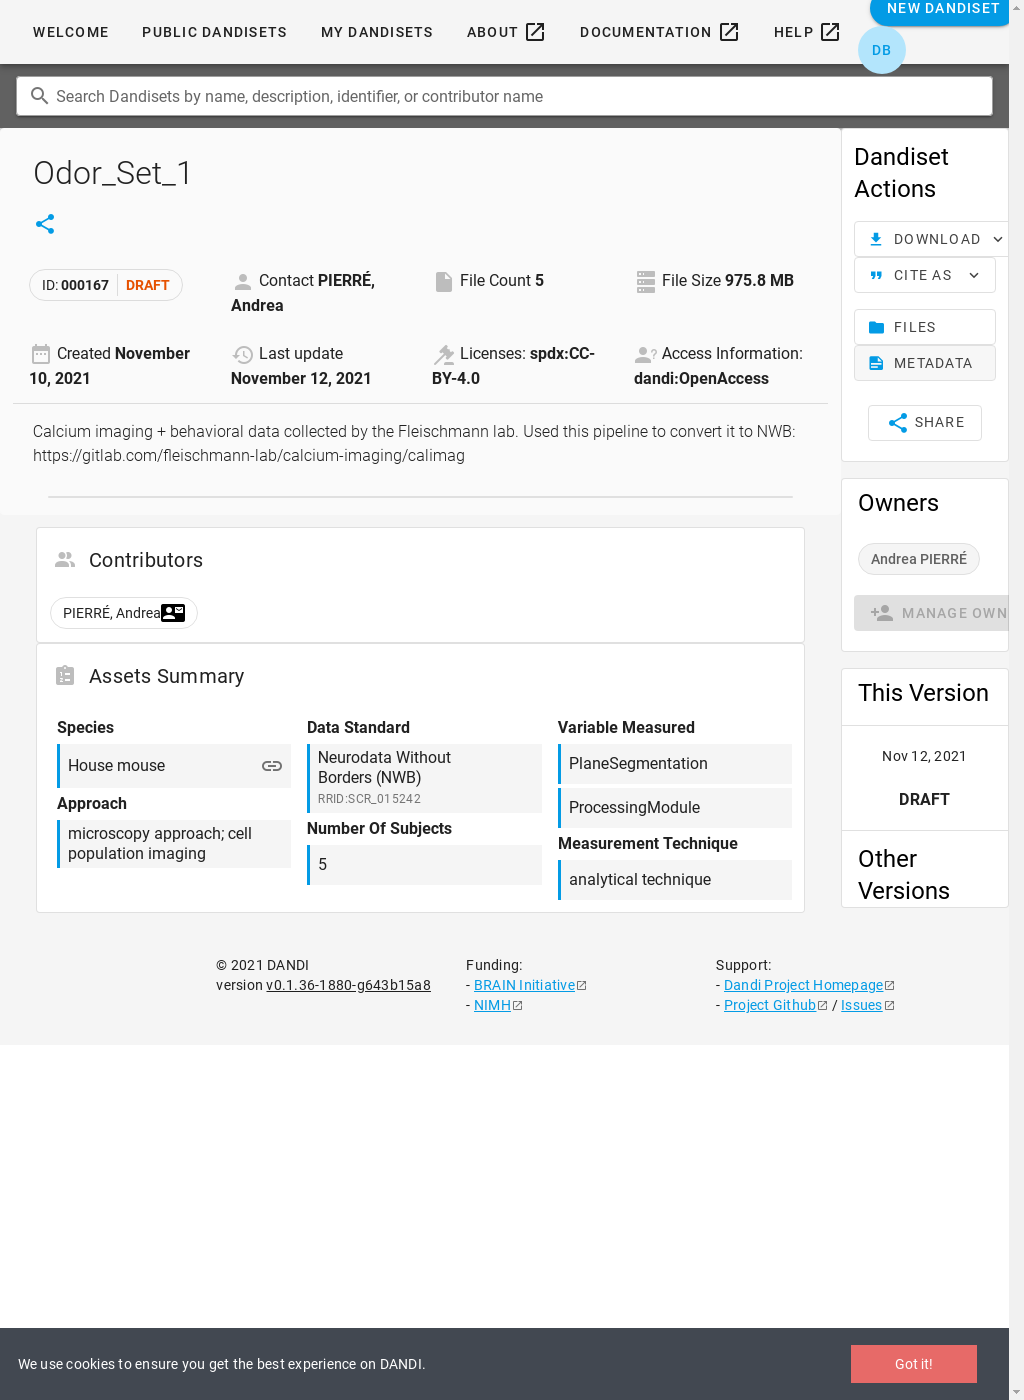 WELCOME PUBLIC DANDISETS MY DANDISETS ABOUT DOCUMENTATION HELP NEW DANDISET
DB
Search Dandisets by name, description, identifier, or contributor name
Odor_Set_1
ID: 000167 DRAFT
Contact PIERRÉ,
Andrea
File Count 5
File Size 975.8 MB
Created November
10, 2021
Last update
November 12, 2021
Licenses: spdx:CC-
BY-4.0
Access Information:
dandi:OpenAccess
Calcium imaging + behavioral data collected by the Fleischmann lab. Used this pipeline to convert it to NWB:
https://gitlab.com/fleischmann-lab/calcium-imaging/calimag
Contributors
PIERRÉ, Andrea
Assets Summary
Species
House mouse
Approach
microscopy approach; cell
population imaging
Data Standard
Neurodata Without
Borders (NWB)
RRID:SCR_015242
Number Of Subjects
5
Variable Measured
PlaneSegmentation
ProcessingModule
Measurement Technique
analytical technique
Dandiset
Actions
DOWNLOAD
CITE AS
FILES
METADATA
SHARE
Owners
Andrea PIERRÉ
MANAGE OWN
This Version
Nov 12, 2021
DRAFT
Other
Versions
© 2021 DANDI
version v0.1.36-1880-g643b15a8
Funding:
- BRAIN Initiative
- NIMH
Support:
- Dandi Project Homepage
- Project Github / Issues
We use cookies to ensure you get the best experience on DANDI.
Got it!